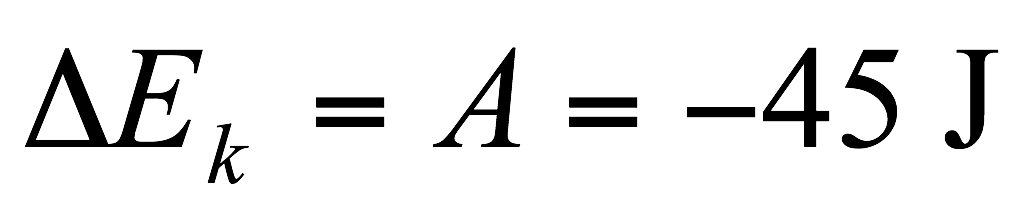 ΔE_k = A = −45 J